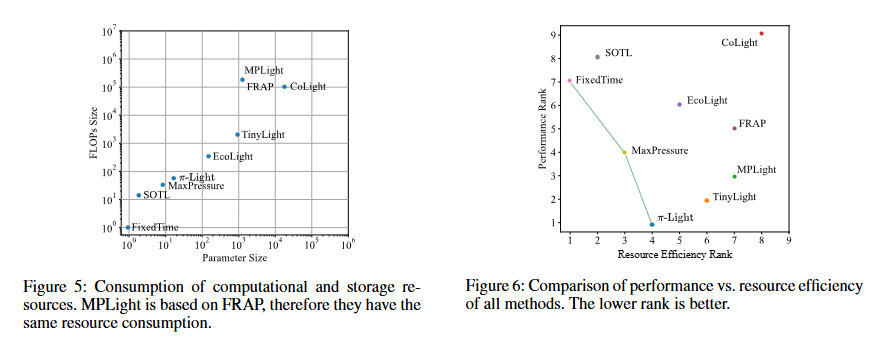 10^7
10^6
10^5
10^4
10^3
10^2
10^1
10^0
FLOPs Size
MPLight
FRAP
CoLight
TinyLight
EcoLight
π-Light
MaxPressure
SOTL
FixedTime
10^0 10^1 10^2 10^3 10^4 10^5 10^6
Parameter Size
Figure 5: Consumption of computational and storage re-
sources. MPLight is based on FRAP, therefore they have the
same resource consumption.
9
8
7
6
5
4
3
2
1
Performance Rank
CoLight
SOTL
FixedTime
EcoLight
FRAP
MaxPressure
MPLight
TinyLight
π-Light
1 2 3 4 5 6 7 8 9
Resource Efficiency Rank
Figure 6: Comparison of performance vs. resource efficiency
of all methods. The lower rank is better.